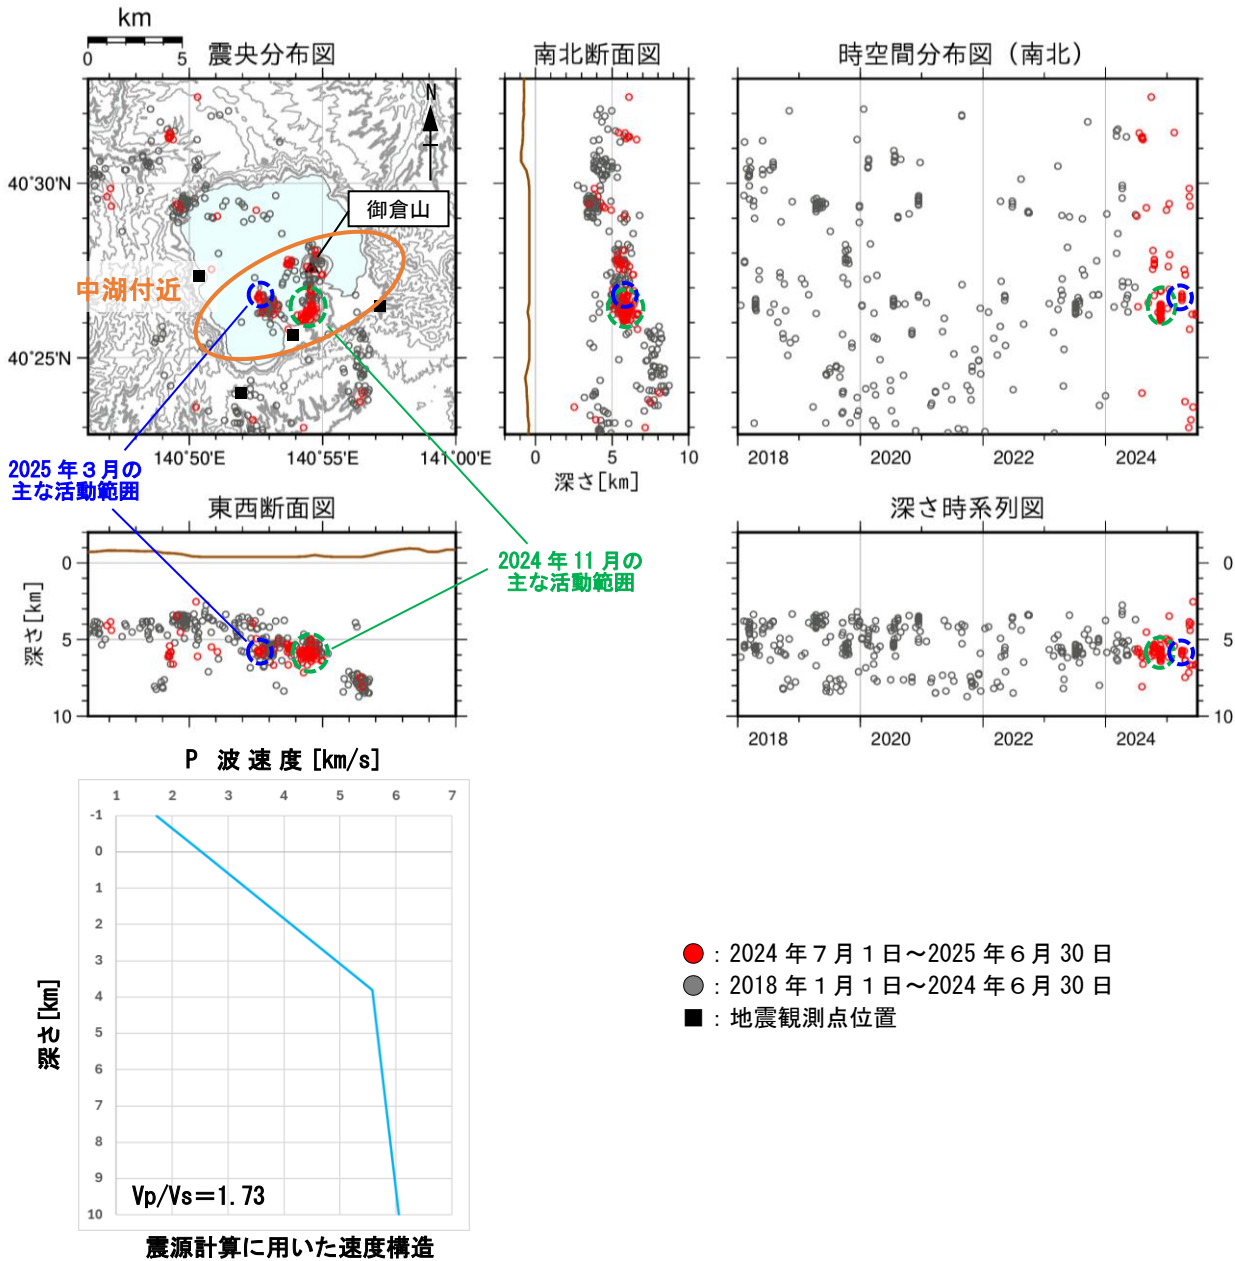 km
0 5
震央分布図
南北断面図
時空間分布図（南北）
N
40°30'N
御倉山
中湖付近
40°25'N
140°50'E 140°55'E 141°00'E
0 5 10
深さ[km]
2018 2020 2022 2024
2025年３月の
主な活動範囲
東西断面図
深さ時系列図
2024年11月の
主な活動範囲
深さ[km]
0
5
10
0
5
10
2018 2020 2022 2024
P 波速度[km/s]
1 2 3 4 5 6 7
-1
0
1
2
3
4
5
6
7
8
9
10
深さ[km]
Vp/Vs＝1.73
震源計算に用いた速度構造
：2024年７月１日～2025年６月30日
：2018年１月１日～2024年６月30日
：地震観測点位置